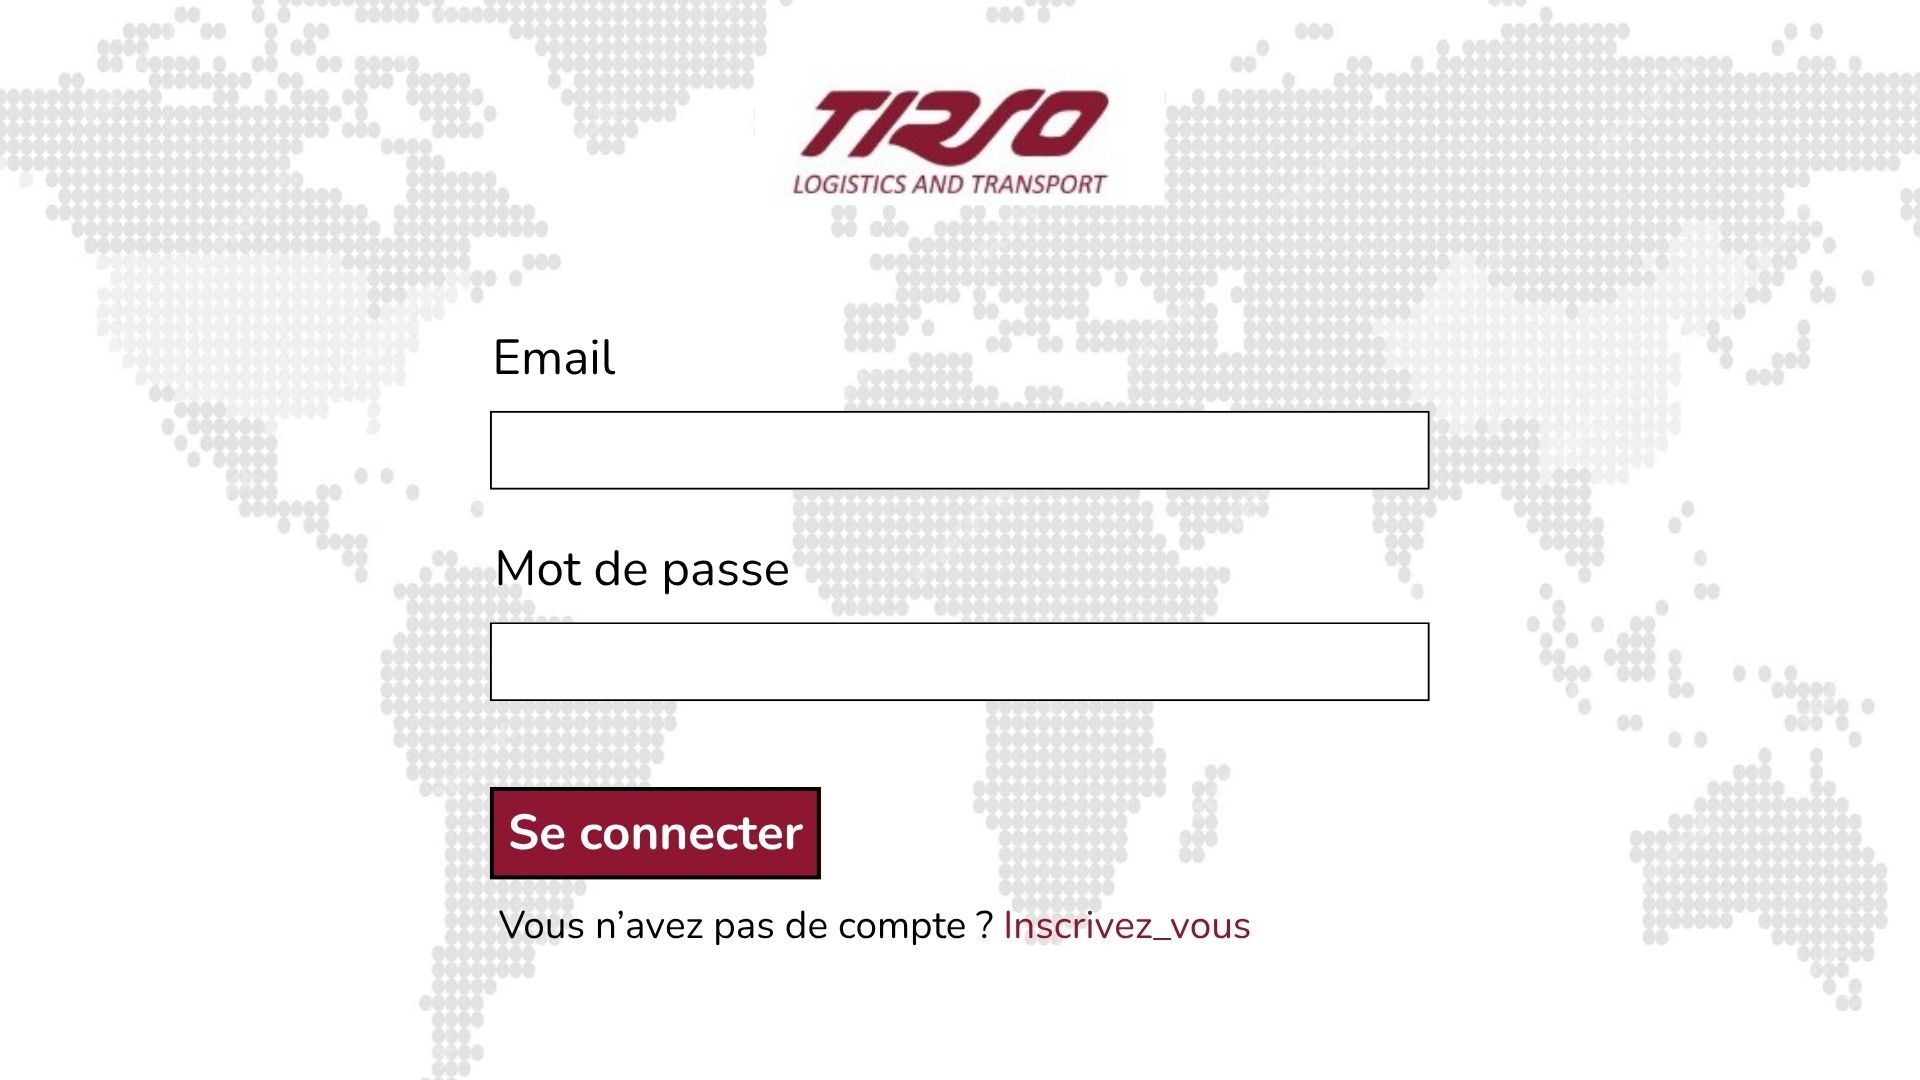 TIRSO
LOGISTICS AND TRANSPORT
Email
Mot de passe
Se connecter
Vous n’avez pas de compte ? Inscrivez_vous